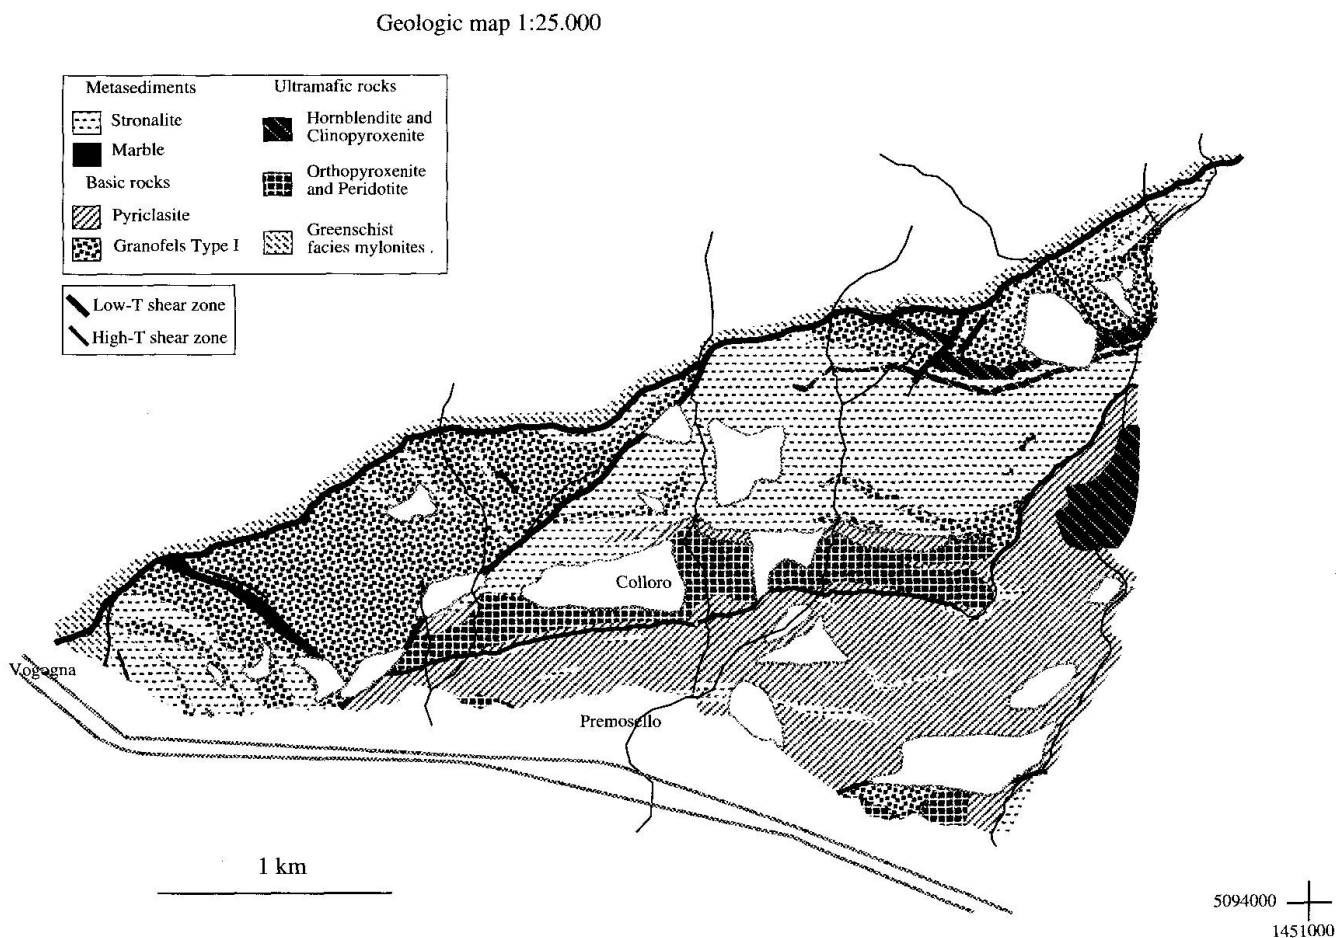 Geologic map 1:25.000
Metasediments
Stronalite
Marble
Basic rocks
Pyriclasite
Granofels Type I
Ultramafic rocks
Hornblendite and
Clinopyroxenite
Orthopyroxenite
and Peridotite
Greenschist
facies mylonites .
Low-T shear zone
High-T shear zone
Colloro
Vogogna
Premosello
1 km
5094000
1451000